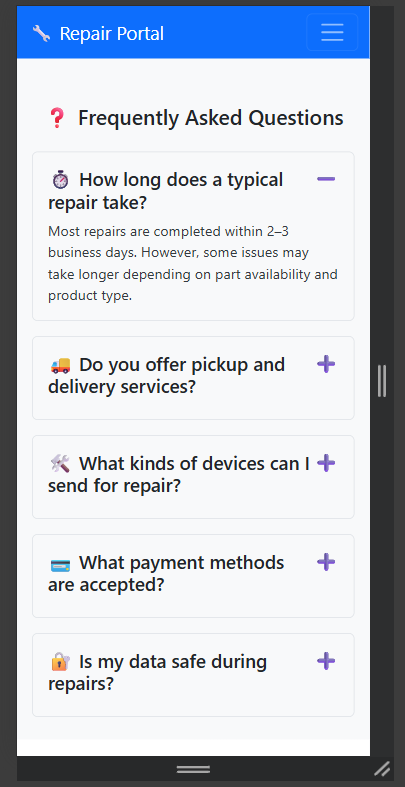 🔧 Repair Portal
❓ Frequently Asked Questions
⏱️ How long does a typical
repair take?
➖
Most repairs are completed within 2–3
business days. However, some issues may
take longer depending on part availability and
product type.
🚚 Do you offer pickup and
delivery services?
➕
🛠️ What kinds of devices can I
send for repair?
➕
💳 What payment methods
are accepted?
➕
🔐 Is my data safe during
repairs?
➕